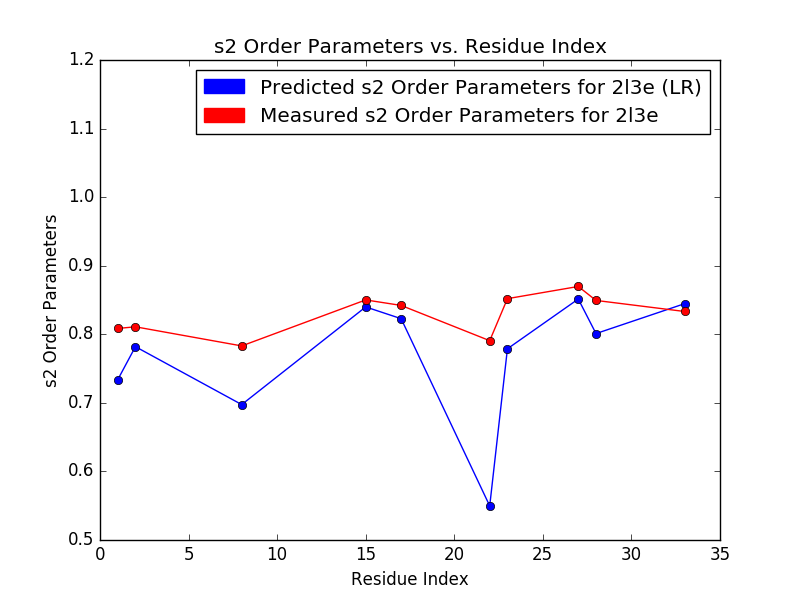 s2 Order Parameters vs. Residue Index
Predicted s2 Order Parameters for 2l3e (LR)
Measured s2 Order Parameters for 2l3e
1.2
1.1
1.0
0.9
0.8
0.7
0.6
0.5
s2 Order Parameters
0 5 10 15 20 25 30 35
Residue Index